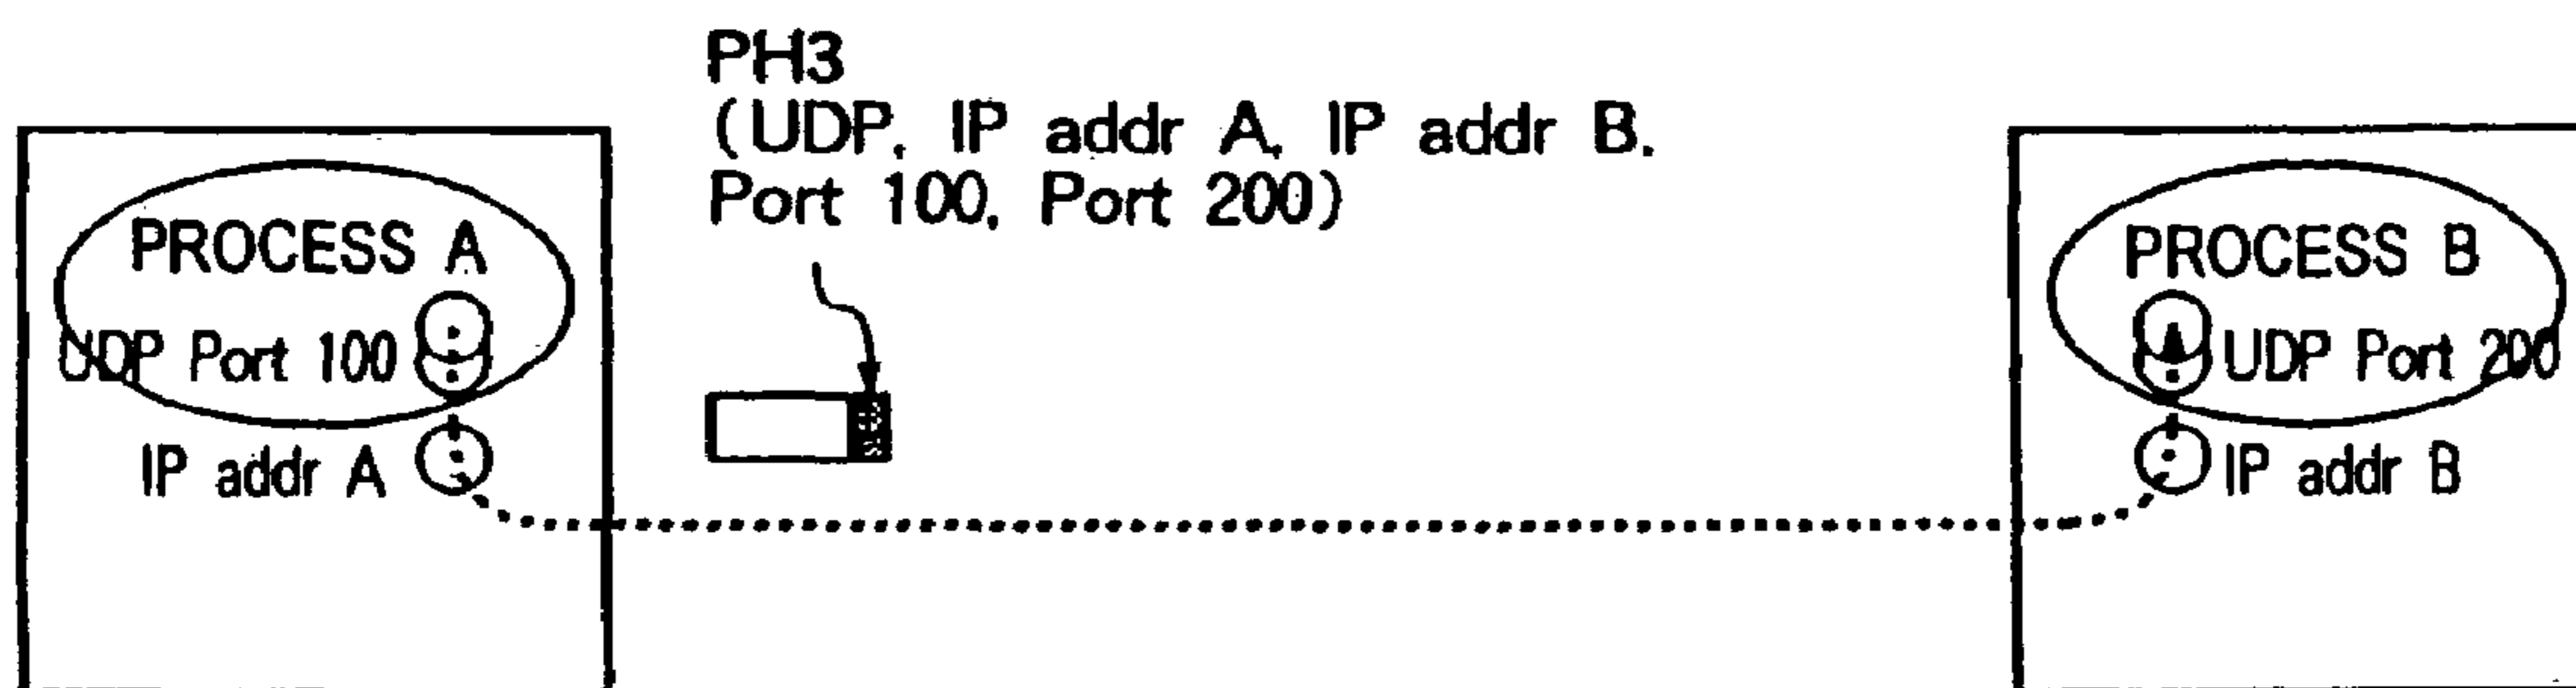 PH3
(UDP, IP addr A, IP addr B,
Port 100, Port 200)
PROCESS A
UDP Port 100
IP addr A
PROCESS B
UDP Port 200
IP addr B